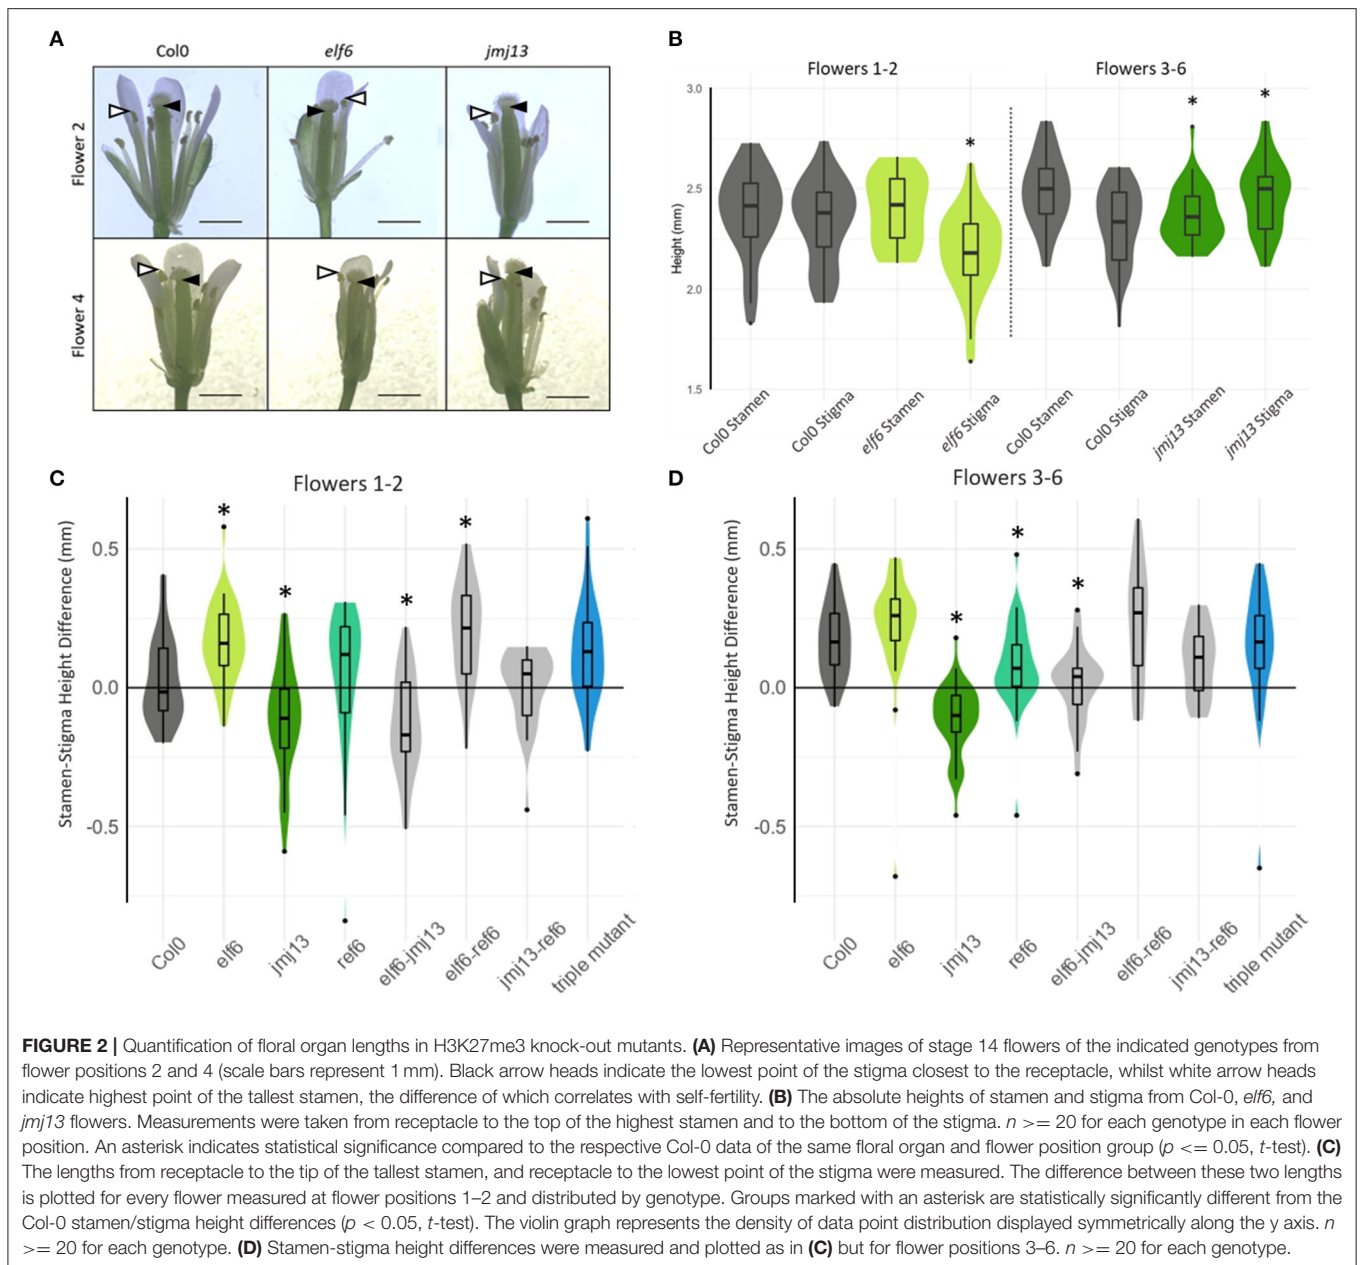 A
Col0
elf6
jmj13
Flower 2
Flower 4
B
Flowers 1-2
Flowers 3-6
3.0
2.5
2.0
1.5
Height (mm)
*
*
*
Col0 Stamen
Col0 Stigma
elf6 Stamen
elf6 Stigma
Col0 Stamen
Col0 Stigma
jmj13 Stamen
jmj13 Stigma
C
Flowers 1-2
Stamen-Stigma Height Difference (mm)
0.5
0.0
-0.5
*
*
*
*
Col0
elf6
jmj13
ref6
elf6-jmj13
elf6-ref6
jmj13-ref6
triple mutant
D
Flowers 3-6
Stamen-Stigma Height Difference (mm)
0.5
0.0
-0.5
*
*
*
Col0
elf6
jmj13
ref6
elf6-jmj13
elf6-ref6
jmj13-ref6
triple mutant
FIGURE 2 | Quantification of floral organ lengths in H3K27me3 knock-out mutants. (A) Representative images of stage 14 flowers of the indicated genotypes from
flower positions 2 and 4 (scale bars represent 1 mm). Black arrow heads indicate the lowest point of the stigma closest to the receptacle, whilst white arrow heads
indicate highest point of the tallest stamen, the difference of which correlates with self-fertility. (B) The absolute heights of stamen and stigma from Col-0, elf6, and
jmj13 flowers. Measurements were taken from receptacle to the top of the highest stamen and to the bottom of the stigma. n >= 20 for each genotype in each flower
position. An asterisk indicates statistical significance compared to the respective Col-0 data of the same floral organ and flower position group (p <= 0.05, t-test). (C)
The lengths from receptacle to the tip of the tallest stamen, and receptacle to the lowest point of the stigma were measured. The difference between these two lengths
is plotted for every flower measured at flower positions 1–2 and distributed by genotype. Groups marked with an asterisk are statistically significantly different from the
Col-0 stamen/stigma height differences (p < 0.05, t-test). The violin graph represents the density of data point distribution displayed symmetrically along the y axis. n
>= 20 for each genotype. (D) Stamen-stigma height differences were measured and plotted as in (C) but for flower positions 3–6. n >= 20 for each genotype.